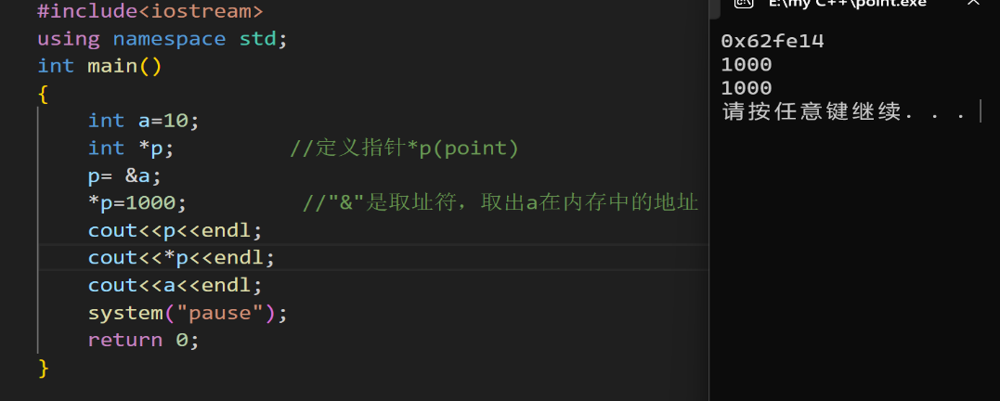 #include<iostream>
using namespace std;
int main()
{
    int a=10;
    int *p;         //定义指针*p(point)
    p= &a;
    *p=1000;         //"&"是取址符，取出a在内存中的地址
    cout<<p<<endl;
    cout<<*p<<endl;
    cout<<a<<endl;
    system("pause");
    return 0;
}
E:\my C++\point.exe
0x62fe14
1000
1000
请按任意键继续. . .